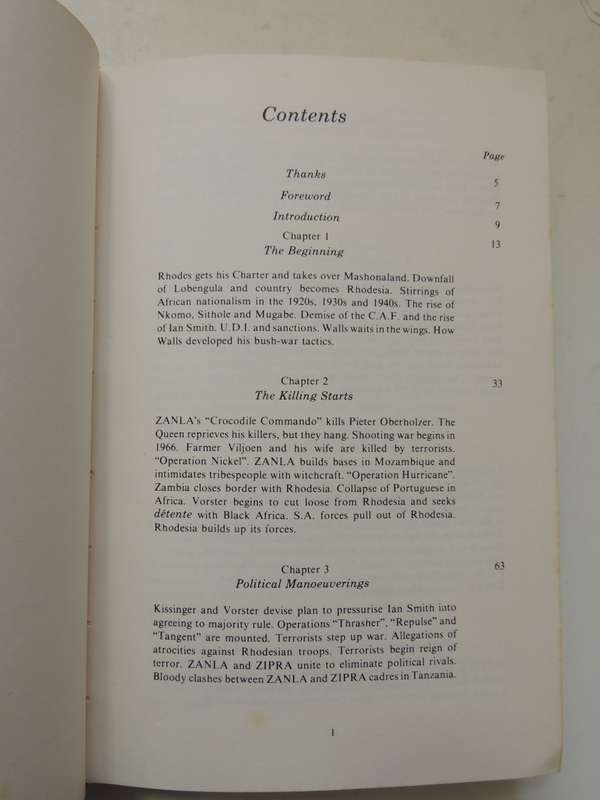 Contents
Page
Thanks 5
Foreword 7
Introduction 9
Chapter 1 13
The Beginning
Rhodes gets his Charter and takes over Mashonaland. Downfall
of Lobengula and country becomes Rhodesia. Stirrings of
African nationalism in the 1920s, 1930s and 1940s. The rise of
Nkomo, Sithole and Mugabe. Demise of the C.A.F. and the rise
of Ian Smith. U.D.I. and sanctions. Walls waits in the wings. How
Walls developed his bush-war tactics.
Chapter 2 33
The Killing Starts
ZANLA's "Crocodile Commando" kills Pieter Oberholzer. The
Queen reprieves his killers, but they hang. Shooting war begins in
1966. Farmer Viljoen and his wife are killed by terrorists.
"Operation Nickel". ZANLA builds bases in Mozambique and
intimidates tribespeople with witchcraft. "Operation Hurricane".
Zambia closes border with Rhodesia. Collapse of Portuguese in
Africa. Vorster begins to cut loose from Rhodesia and seeks
détente with Black Africa. S.A. forces pull out of Rhodesia.
Rhodesia builds up its forces.
Chapter 3 63
Political Manoeuverings
Kissinger and Vorster devise plan to pressurise Ian Smith into
agreeing to majority rule. Operations "Thrasher", "Repulse" and
"Tangent" are mounted. Terrorists step up war. Allegations of
atrocities against Rhodesian troops. Terrorists begin reign of
terror. ZANLA and ZIPRA unite to eliminate political rivals.
Bloody clashes between ZANLA and ZIPRA cadres in Tanzania.
1